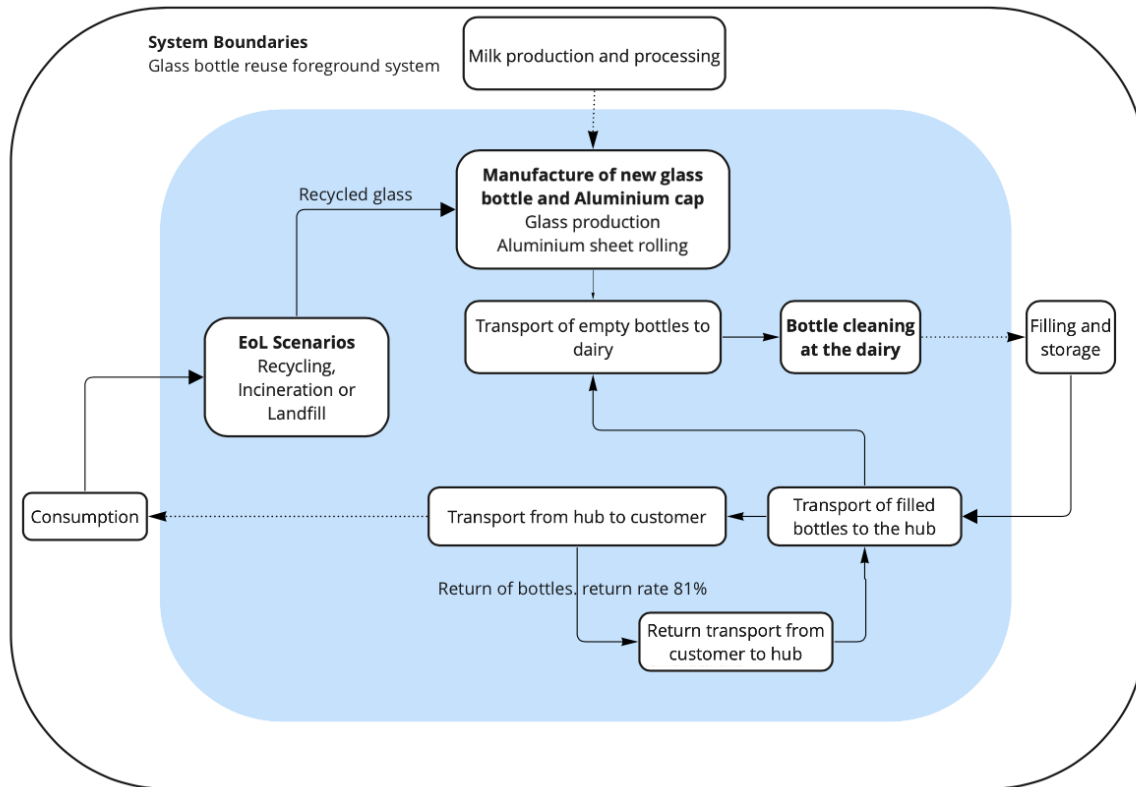 System Boundaries
Glass bottle reuse foreground system
Milk production and processing
Manufacture of new glass
bottle and Aluminium cap
Glass production
Aluminium sheet rolling
Recycled glass
Transport of empty bottles to
dairy
Bottle cleaning
at the dairy
Filling and
storage
EoL Scenarios
Recycling,
Incineration or
Landfill
Consumption
Transport from hub to customer
Transport of filled
bottles to the hub
Return of bottles. return rate 81%
Return transport from
customer to hub